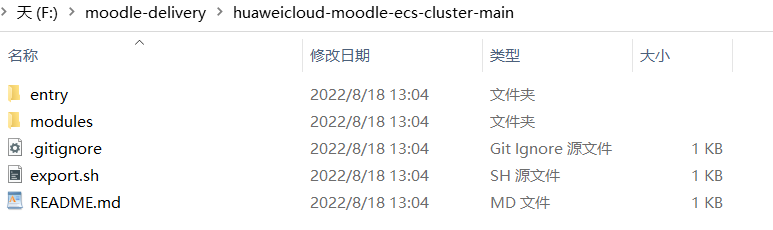 天 (F:) > moodle-delivery > huaweicloud-moodle-ecs-cluster-main
名称 修改日期 类型 大小
entry 2022/8/18 13:04 文件夹
modules 2022/8/18 13:04 文件夹
.gitignore 2022/8/18 13:04 Git Ignore 源文件 1 KB
export.sh 2022/8/18 13:04 SH 源文件 1 KB
README.md 2022/8/18 13:04 MD 文件 1 KB